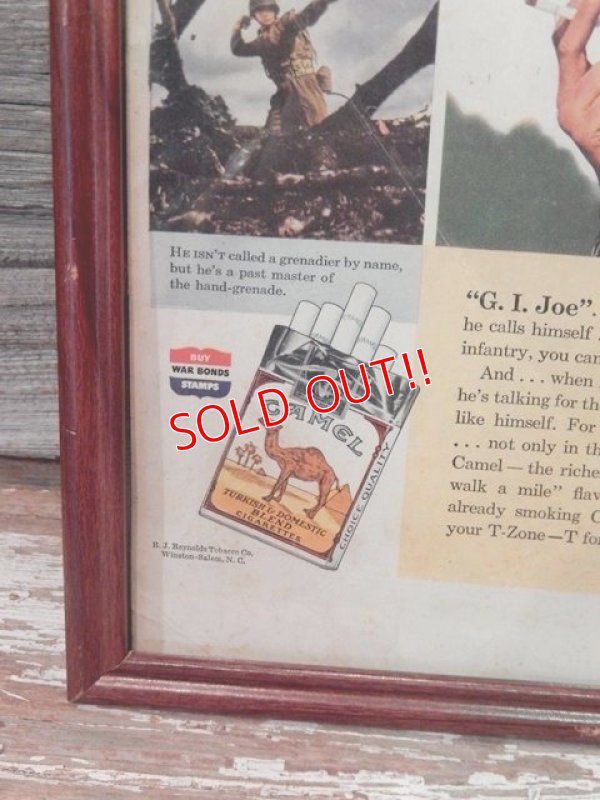 HE ISN'T called a grenadier by name,
but he's a past master of
the hand-grenade.
BUY
WAR BONDS
STAMPS
SOLD OUT!!
CAMEL
TURKISH & DOMESTIC
BLEND
CIGARETTES
CHOICE QUALITY
R. J. Reynolds Tobacco Co.
Winston-Salem, N. C.
"G. I. Joe".
he calls himself .
infantry, you can
And . . . when
he's talking for th
like himself. For
. . . not only in th
Camel — the riche
walk a mile" flav
already smoking C
your T-Zone — T fo